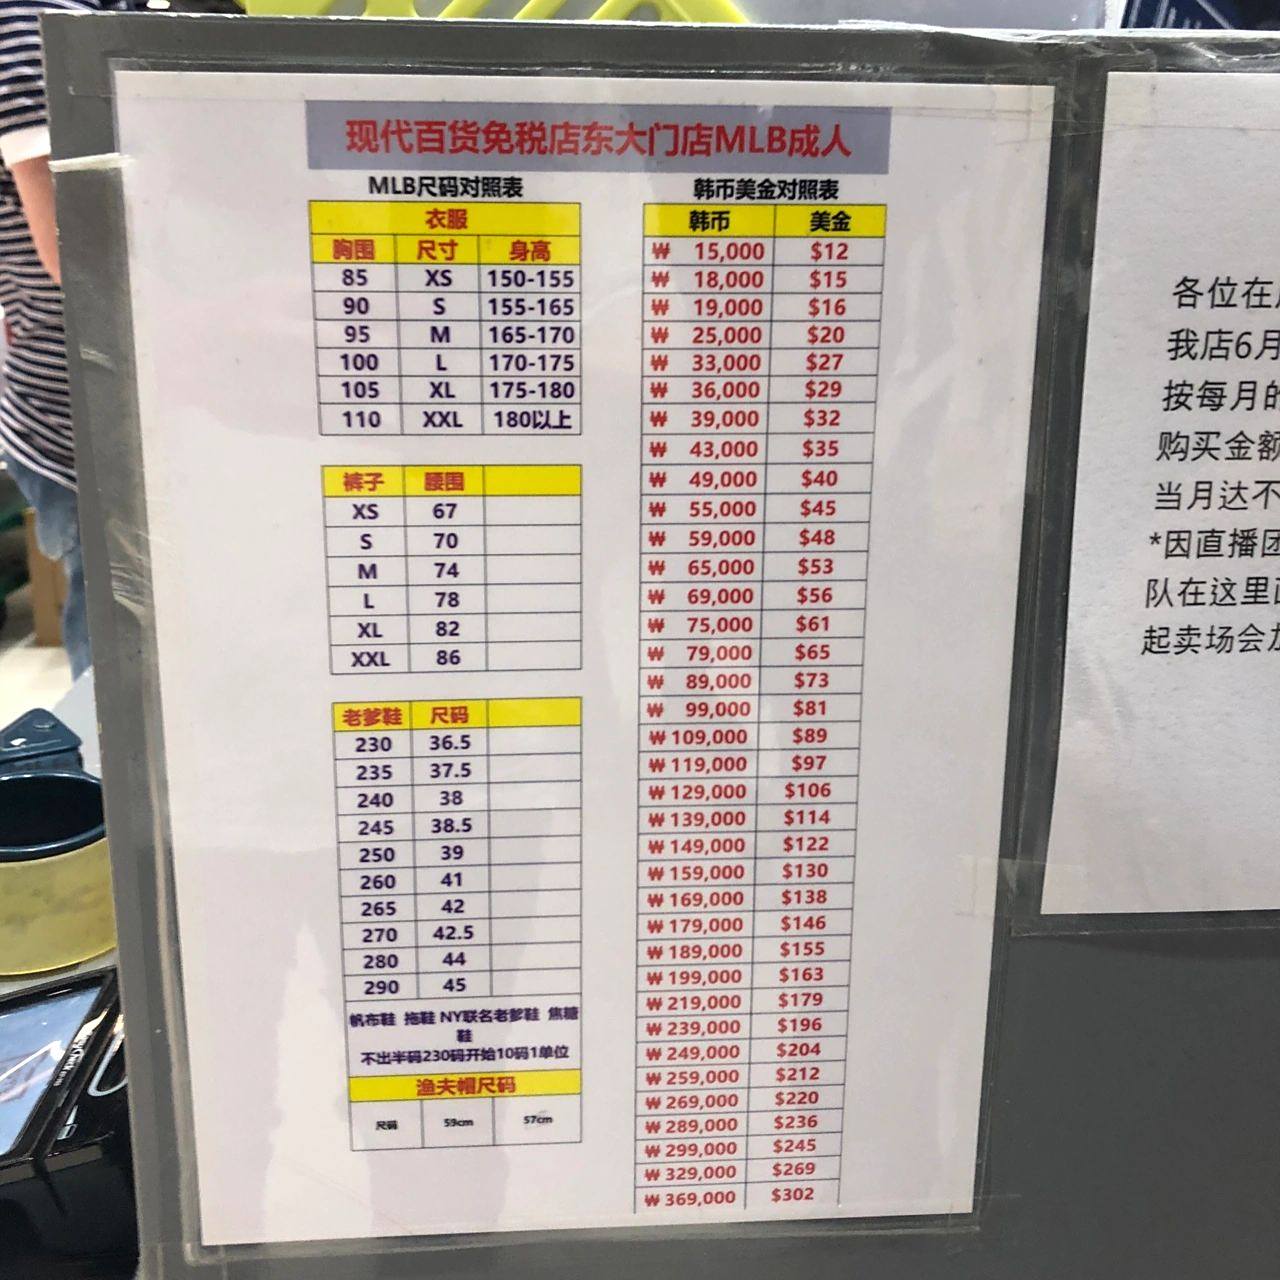 现代百货免税店东大门店MLB成人
MLB尺码对照表
衣服
胸围 尺寸 身高
85 XS 150-155
90 S 155-165
95 M 165-170
100 L 170-175
105 XL 175-180
110 XXL 180以上
裤子 腰围
XS 67
S 70
M 74
L 78
XL 82
XXL 86
老爹鞋 尺码
230 36.5
235 37.5
240 38
245 38.5
250 39
260 41
265 42
270 42.5
280 44
290 45
帆布鞋 拖鞋 NY联名老爹鞋 焦糖
鞋
不出半码230码开始10码1单位
渔夫帽尺码
尺码 59cm 57cm
韩币美金对照表
韩币 美金
₩ 15,000 $12
₩ 18,000 $15
₩ 19,000 $16
₩ 25,000 $20
₩ 33,000 $27
₩ 36,000 $29
₩ 39,000 $32
₩ 43,000 $35
₩ 49,000 $40
₩ 55,000 $45
₩ 59,000 $48
₩ 65,000 $53
₩ 69,000 $56
₩ 75,000 $61
₩ 79,000 $65
₩ 89,000 $73
₩ 99,000 $81
₩ 109,000 $89
₩ 119,000 $97
₩ 129,000 $106
₩ 139,000 $114
₩ 149,000 $122
₩ 159,000 $130
₩ 169,000 $138
₩ 179,000 $146
₩ 189,000 $155
₩ 199,000 $163
₩ 219,000 $179
₩ 239,000 $196
₩ 249,000 $204
₩ 259,000 $212
₩ 269,000 $220
₩ 289,000 $236
₩ 299,000 $245
₩ 329,000 $269
₩ 369,000 $302
各位在
我店6月
按每月的
购买金额
当月达不
*因直播团
队在这里
起卖场会